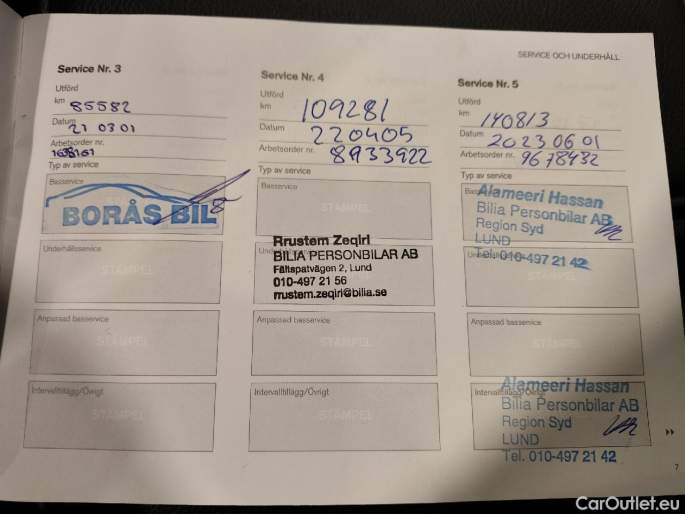 SERVICE OCH UNDERHÅLL
Service Nr. 3
Utförd
km 85582
Datum 21 03 01
Arbetsorder nr.
Typ av service
Basservice
BORÅS BIL
Underhållsservice
STÄMPEL
Anpassad basservice
STÄMPEL
Intervalltillägg/Övrigt
STÄMPEL
Service Nr. 4
Utförd
km 109281
Datum 220405
Arbetsorder nr. 8933922
Typ av service
Basservice
STÄMPEL
Rrustem Zeqiri
BILIA PERSONBILAR AB
Fältspatvägen 2, Lund
010-497 21 56
rrustem.zeqiri@bilia.se
Anpassad basservice
STÄMPEL
Intervalltillägg/Övrigt
STÄMPEL
Service Nr. 5
Utförd
km 140813
Datum 2023 06 01
Arbetsorder nr. 9678432
Typ av service
Alameeri Hassan
Bilia Personbilar AB
Region Syd
LUND
Tel. 010-497 21 42
STÄMPEL
Anpassad basservice
STÄMPEL
Alameeri Hassan
Bilia Personbilar AB
Region Syd
LUND
Tel. 010-497 21 42
7
CarOutlet.eu